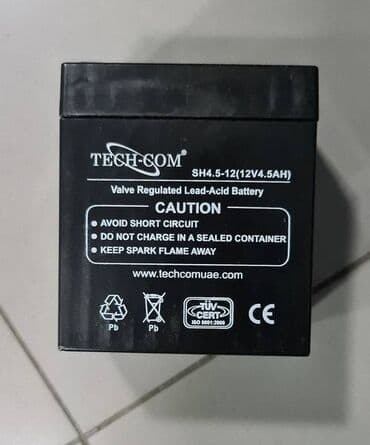 TECH-COM®
SH4.5-12(12V4.5AH)
Valve Regulated Lead-Acid Battery
CAUTION
● AVOID SHORT CIRCUIT
● DO NOT CHARGE IN A SEALED CONTAINER
● KEEP SPARK FLAME AWAY
www.techcomuae.com
Pb Pb
TÜV
CERT
ISO 9001:2000
CE